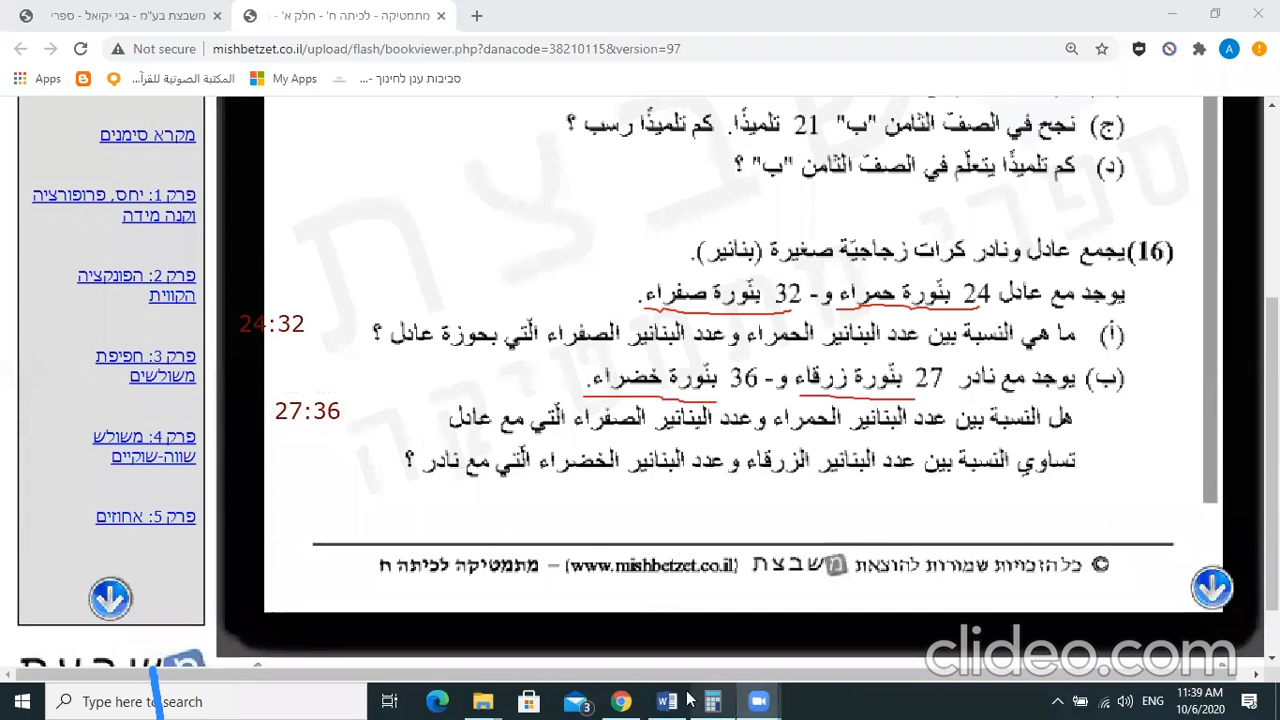 משבצת בע"מ - גבי יקואל - ספרי
מתמטיקה - לכיתה ח' - חלק א' -
Not secure
mishbetzet.co.il/upload/flash/bookviewer.php?danacode=38210115&version=97
Apps
المكتبة الصوتية للقرآ...
My Apps
סביבות ענן לחינוך -...
מקרא סימנים
פרק 1: יחס, פרופורציה
וקנה מידה
פרק 2: הפונקציה
הקווית
פרק 3: חפיפת
משולשים
פרק 4: משולש
שווה-שוקיים
פרק 5: אחוזים
(ج) نجح في الصفّ الثامن "ب" 21 تلميذًا. كم تلميذًا رسب ؟
(د) كم تلميذًا يتعلّم في الصفّ الثامن "ب" ؟
(16) يجمع عادل ونادر كرات زجاجيّة صغيرة (بنانير).
يوجد مع عادل 24 بنّورة حمراء و- 32 بنّورة صفراء.
24:32
(أ) ما هي النسبة بين عدد البنانير الحمراء وعدد البنانير الصفراء الّتي بحوزة عادل ؟
(ب) يوجد مع نادر 27 بنّورة زرقاء و- 36 بنّورة خضراء.
27:36
هل النسبة بين عدد البنانير الحمراء وعدد البنانير الصفراء الّتي مع عادل
تساوي النسبة بين عدد البنانير الزرقاء وعدد البنانير الخضراء الّتي مع نادر ؟
© כל הזכויות שמורות להוצאת משבצת (www.mishbetzet.co.il) – מתמטיקה לכיתה ח
משבצת
clideo.com
Type here to search
3
ENG
11:39 AM
10/6/2020